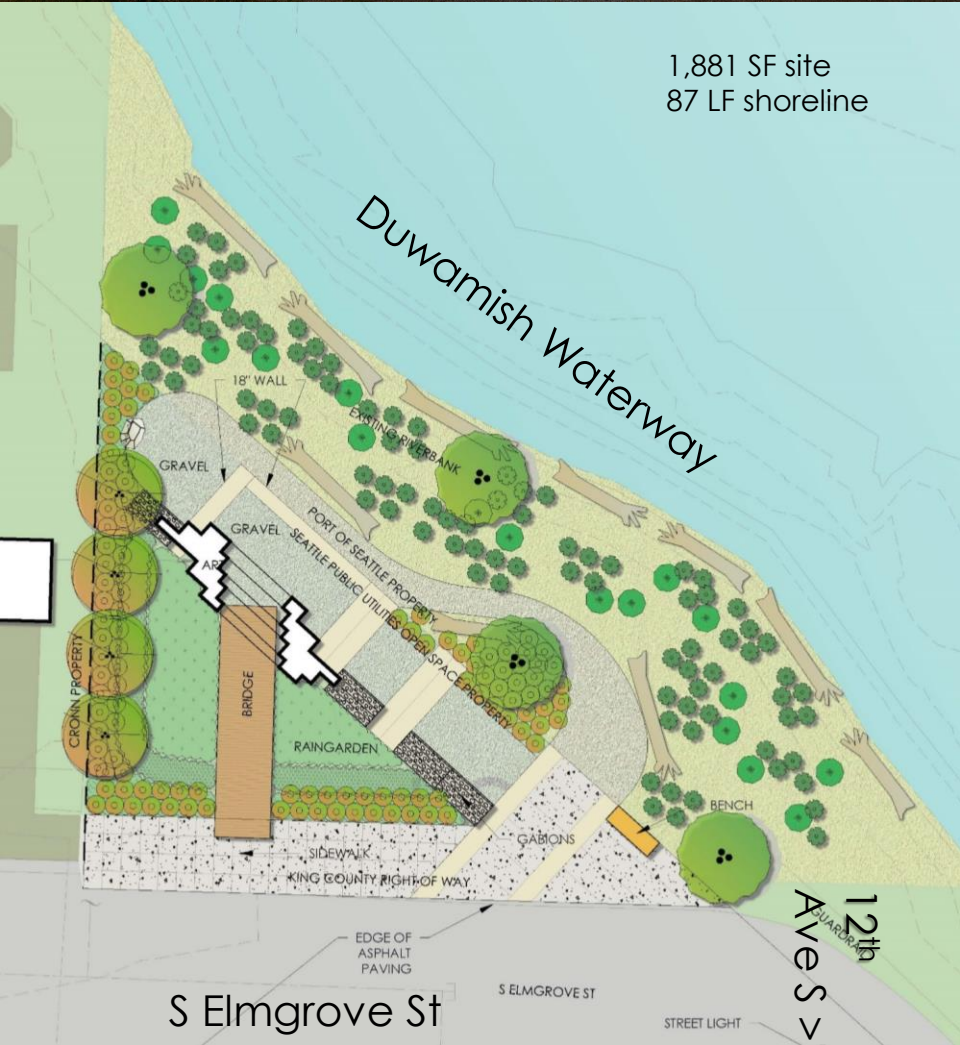 1,881 SF site
87 LF shoreline
Duwamish Waterway
18" WALL
EXISTING RIVERBANK
GRAVEL
GRAVEL
PORT OF SEATTLE PROPERTY
SEATTLE PUBLIC UTILITIES OPEN SPACE PROPERTY
ART
CRONN PROPERTY
BRIDGE
RAINGARDEN
BENCH
GABIONS
SIDEWALK
KING COUNTY RIGHT OF WAY
12th
Ave S >
EDGE OF
ASPHALT
PAVING
S ELMGROVE ST
S Elmgrove St
STREET LIGHT